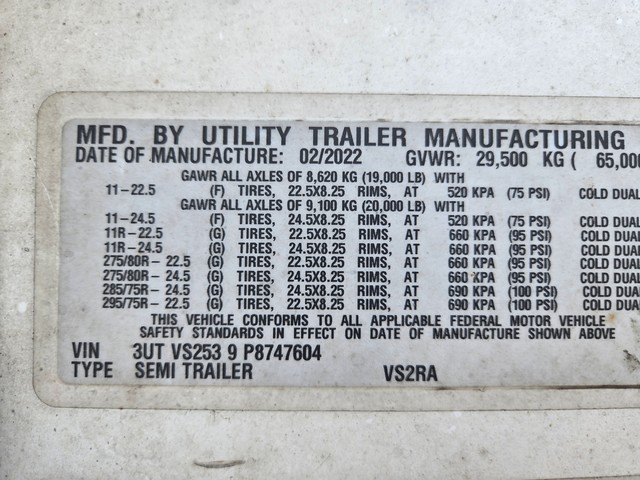 MFD. BY UTILITY TRAILER MANUFACTURING
DATE OF MANUFACTURE: 02/2022 GVWR: 29,500 KG ( 65,000
GAWR ALL AXLES OF 8,620 KG (19,000 LB) WITH
11-22.5 (F) TIRES, 22.5X8.25 RIMS, AT 520 KPA (75 PSI) COLD DUAL
GAWR ALL AXLES OF 9,100 KG (20,000 LB) WITH
11-24.5 (F) TIRES, 24.5X8.25 RIMS, AT 520 KPA (75 PSI) COLD DUAL
11R-22.5 (G) TIRES, 22.5X8.25 RIMS, AT 660 KPA (95 PSI) COLD DUAL
11R-24.5 (G) TIRES, 24.5X8.25 RIMS, AT 660 KPA (95 PSI) COLD DUAL
275/80R- 22.5 (G) TIRES, 22.5X8.25 RIMS, AT 660 KPA (95 PSI) COLD DUAL
275/80R- 24.5 (G) TIRES, 24.5X8.25 RIMS, AT 660 KPA (95 PSI) COLD DUAL
285/75R- 24.5 (G) TIRES, 24.5X8.25 RIMS, AT 690 KPA (100 PSI) COLD DUAL
295/75R- 22.5 (G) TIRES, 22.5X8.25 RIMS, AT 690 KPA (100 PSI) COLD DUAL
THIS VEHICLE CONFORMS TO ALL APPLICABLE FEDERAL MOTOR VEHICLE
SAFETY STANDARDS IN EFFECT ON DATE OF MANUFACTURE SHOWN ABOVE
VIN 3UT VS253 9 P8747604
TYPE SEMI TRAILER VS2RA